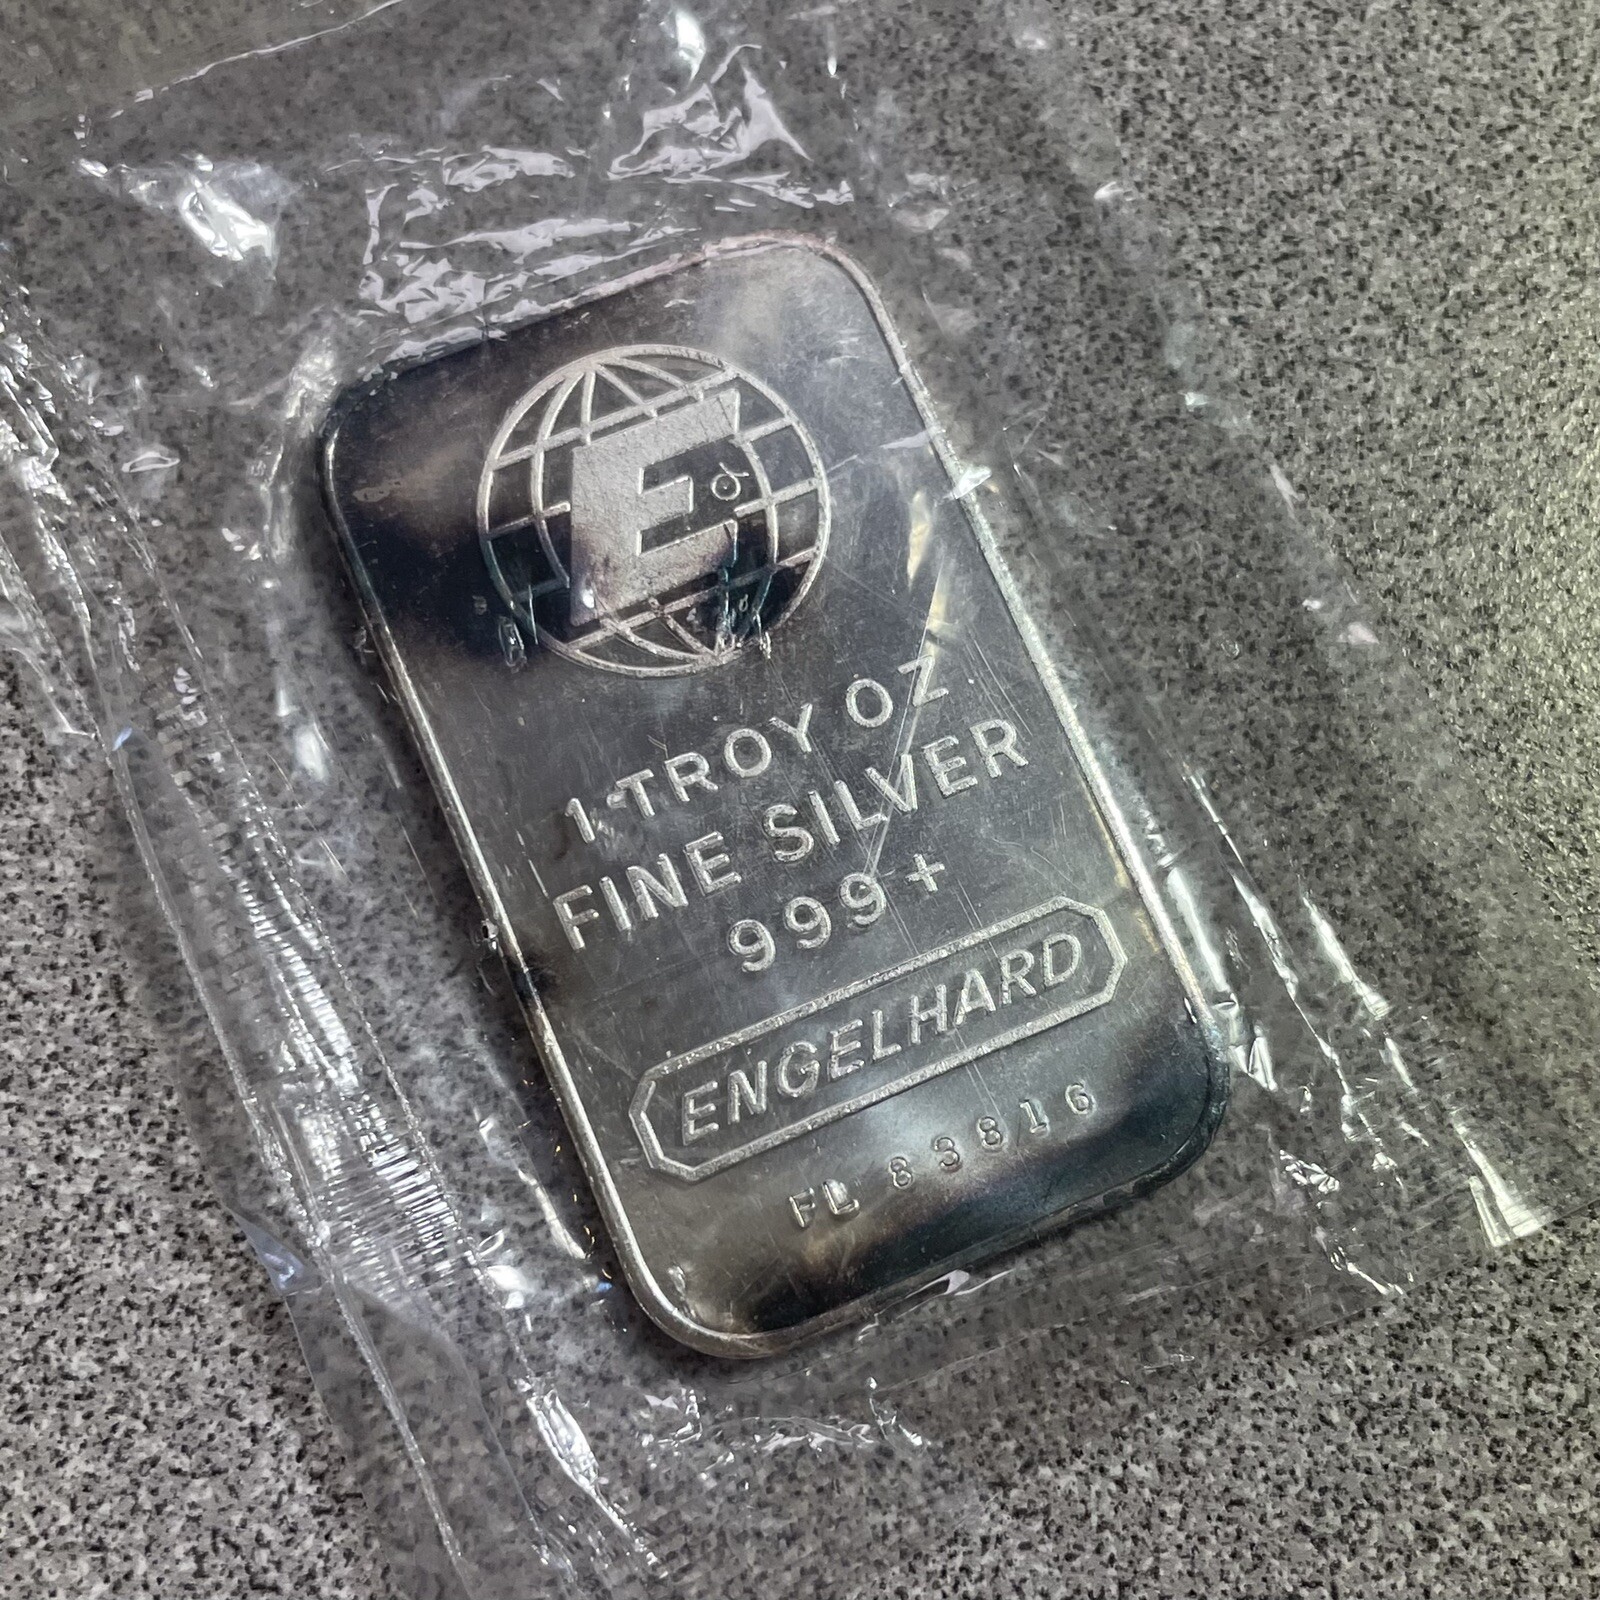 E
1 TROY OZ
FINE SILVER
999+
ENGELHARD
FL 83816